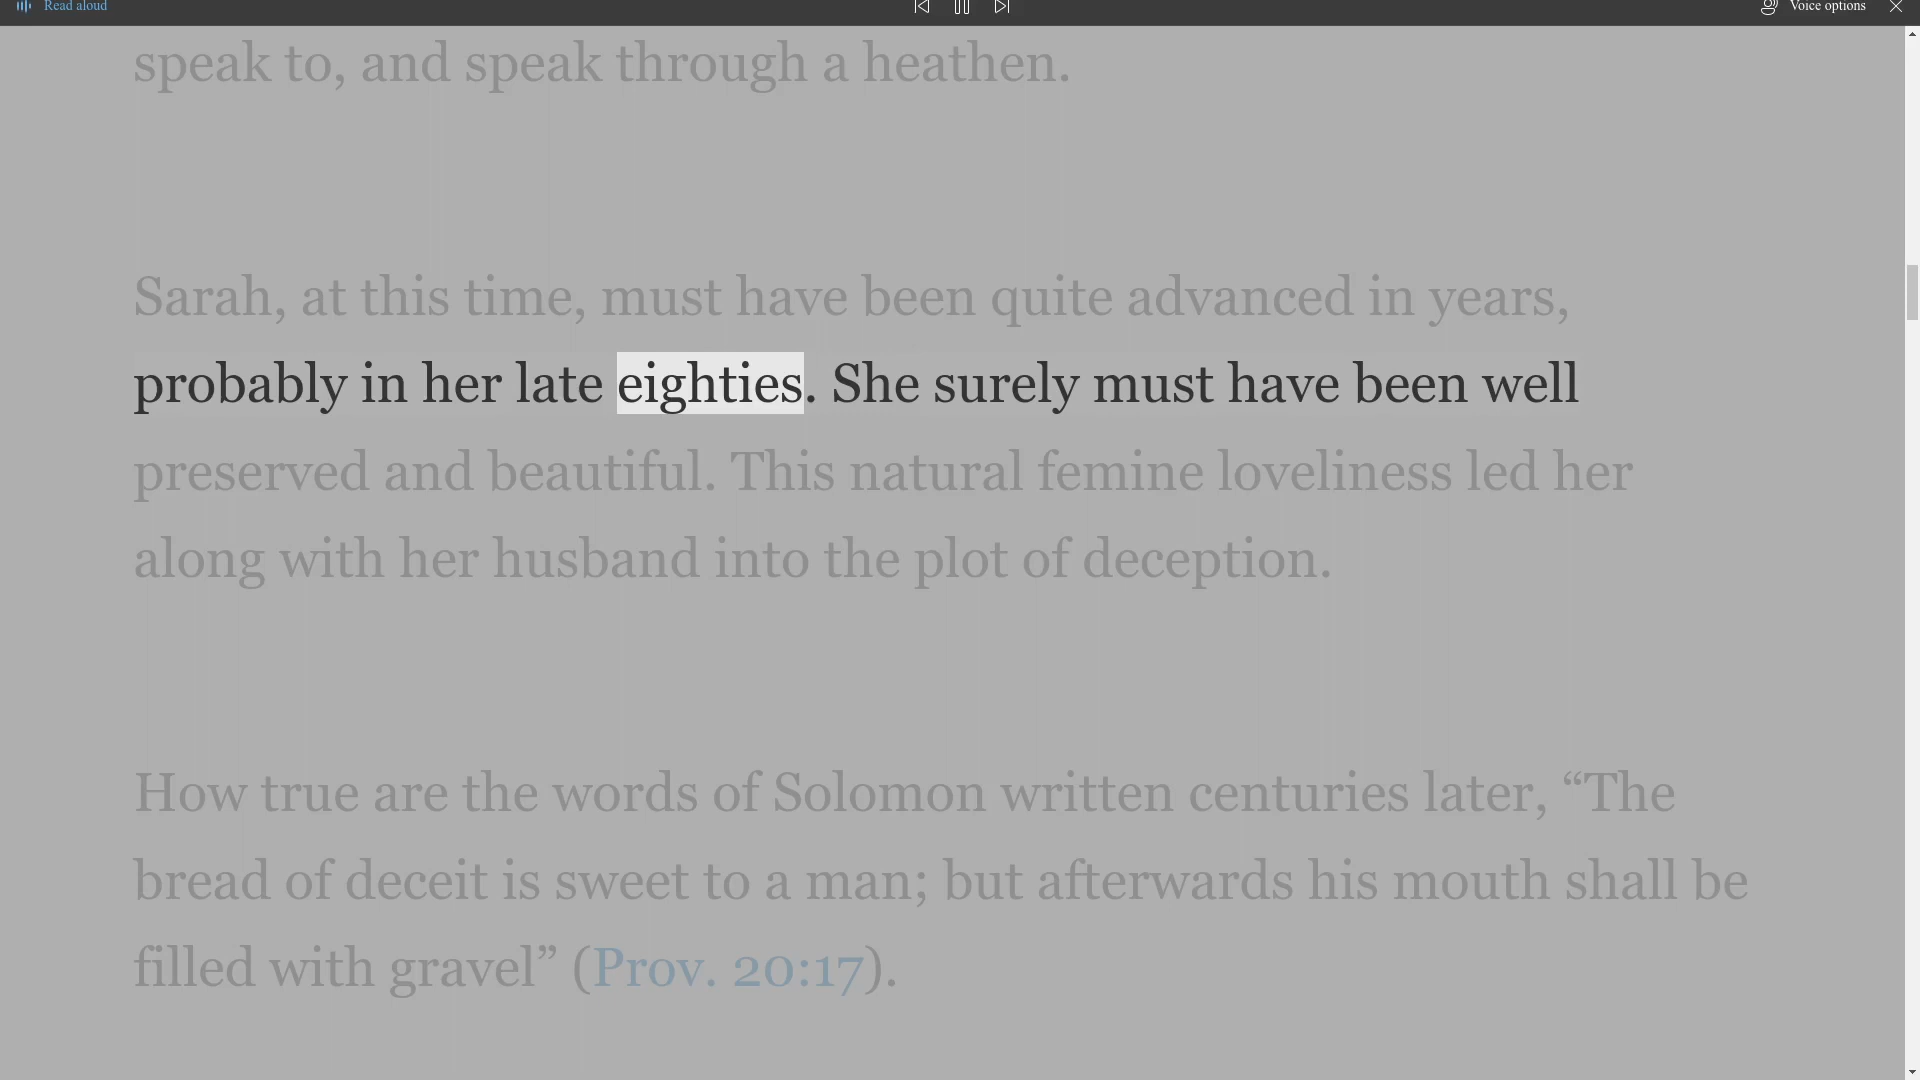 Read aloud
Voice options
speak to, and speak through a heathen.
Sarah, at this time, must have been quite advanced in years,
probably in her late eighties. She surely must have been well
preserved and beautiful. This natural femine loveliness led her
along with her husband into the plot of deception.
How true are the words of Solomon written centuries later, “The
bread of deceit is sweet to a man; but afterwards his mouth shall be
filled with gravel” (Prov. 20:17).